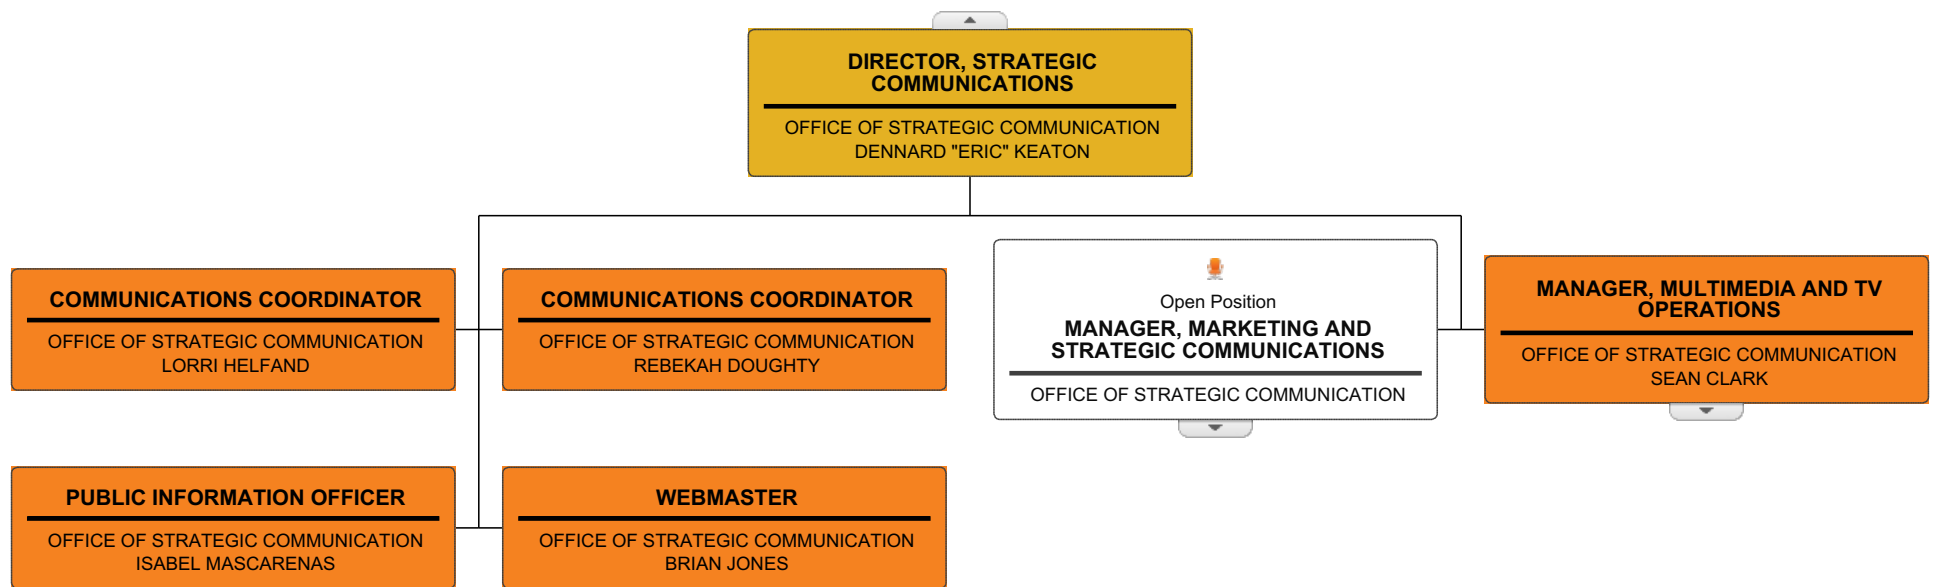 DIRECTOR, STRATEGIC
COMMUNICATIONS
OFFICE OF STRATEGIC COMMUNICATION
DENNARD "ERIC" KEATON
COMMUNICATIONS COORDINATOR
OFFICE OF STRATEGIC COMMUNICATION
LORRI HELFAND
COMMUNICATIONS COORDINATOR
OFFICE OF STRATEGIC COMMUNICATION
REBEKAH DOUGHTY
Open Position
MANAGER, MARKETING AND
STRATEGIC COMMUNICATIONS
OFFICE OF STRATEGIC COMMUNICATION
MANAGER, MULTIMEDIA AND TV
OPERATIONS
OFFICE OF STRATEGIC COMMUNICATION
SEAN CLARK
PUBLIC INFORMATION OFFICER
OFFICE OF STRATEGIC COMMUNICATION
ISABEL MASCARENAS
WEBMASTER
OFFICE OF STRATEGIC COMMUNICATION
BRIAN JONES